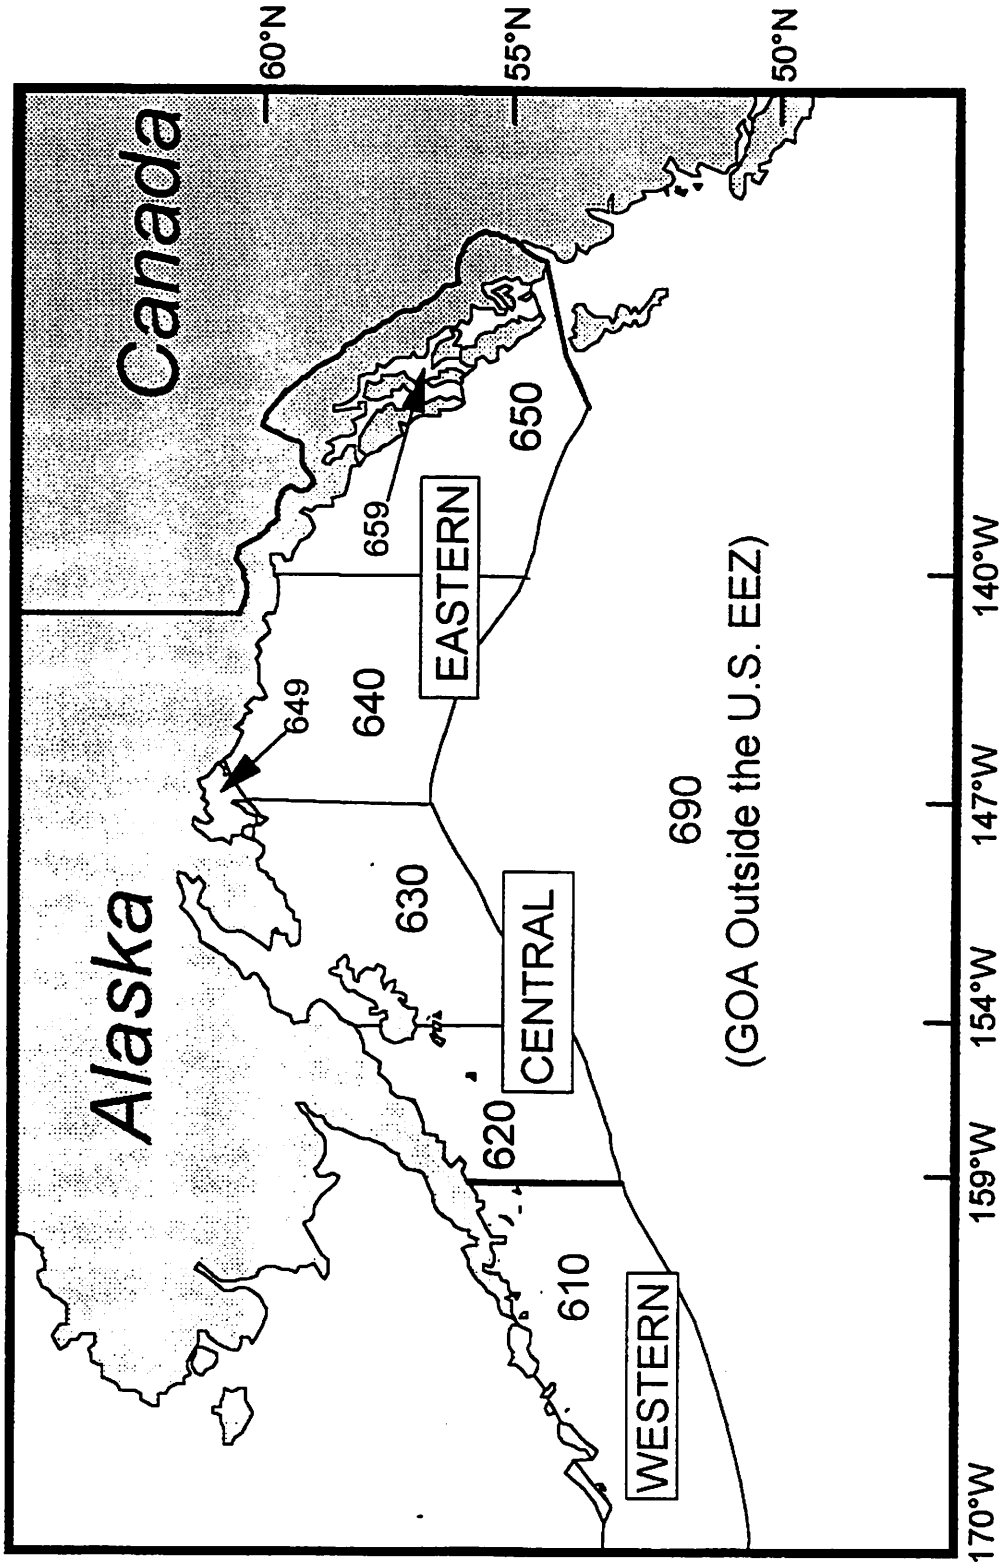 Alaska
Canada
60°N
55°N
50°N
649
659
640
650
630
620
610
EASTERN
CENTRAL
WESTERN
690
(GOA Outside the U.S. EEZ)
170°W
159°W
154°W
147°W
140°W